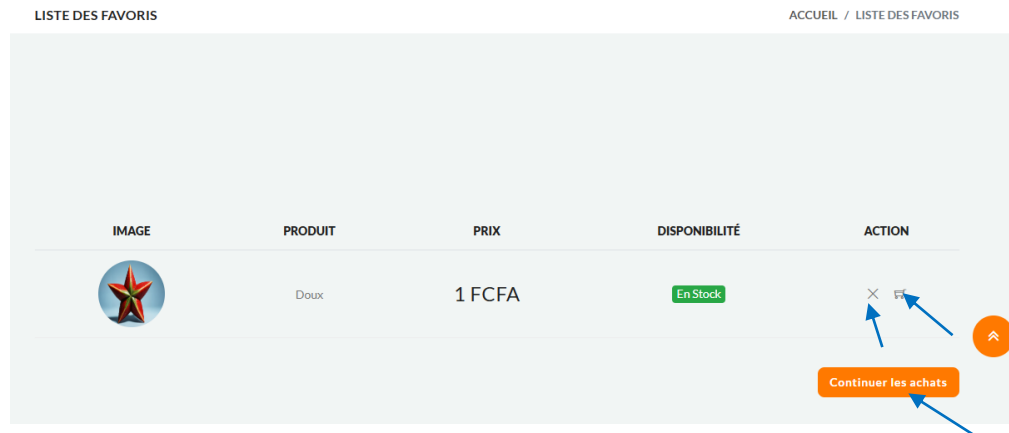 LISTE DES FAVORIS
ACCUEIL / LISTE DES FAVORIS
IMAGE PRODUIT PRIX DISPONIBILITÉ ACTION
Doux 1 FCFA En Stock
Continuer les achats